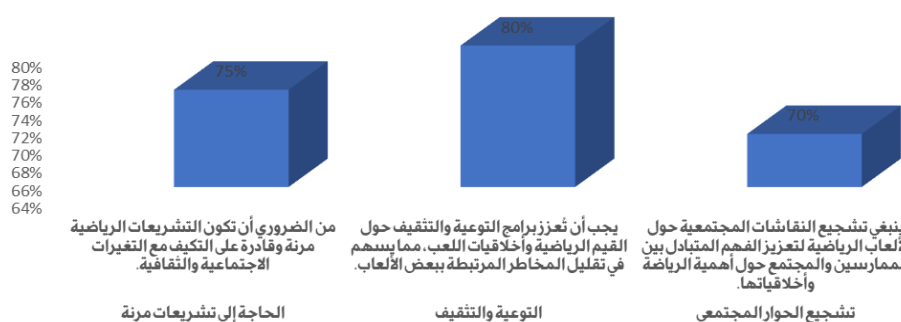 80%
78%
76%
74%
72%
70%
68%
66%
64%
75%
80%
70%
من الضروري أن تكون التشريعات الرياضية
مرنة وقادرة على التكيف مع التغيرات
الاجتماعية والثقافية.
الحاجة إلى تشريعات مرنة
يجب أن تُعزز برامج التوعية والتثقيف حول
القيم الرياضية وأخلاقيات اللعب، مما يسهم
في تقليل المخاطر المرتبطة ببعض الألعاب.
التوعية والتثقيف
ينبغي تشجيع النقاشات المجتمعية حول
الألعاب الرياضية لتعزيز الفهم المتبادل بين
الممارسين والمجتمع حول أهمية الرياضة
وأخلاقياتها.
تشجيع الحوار المجتمعي